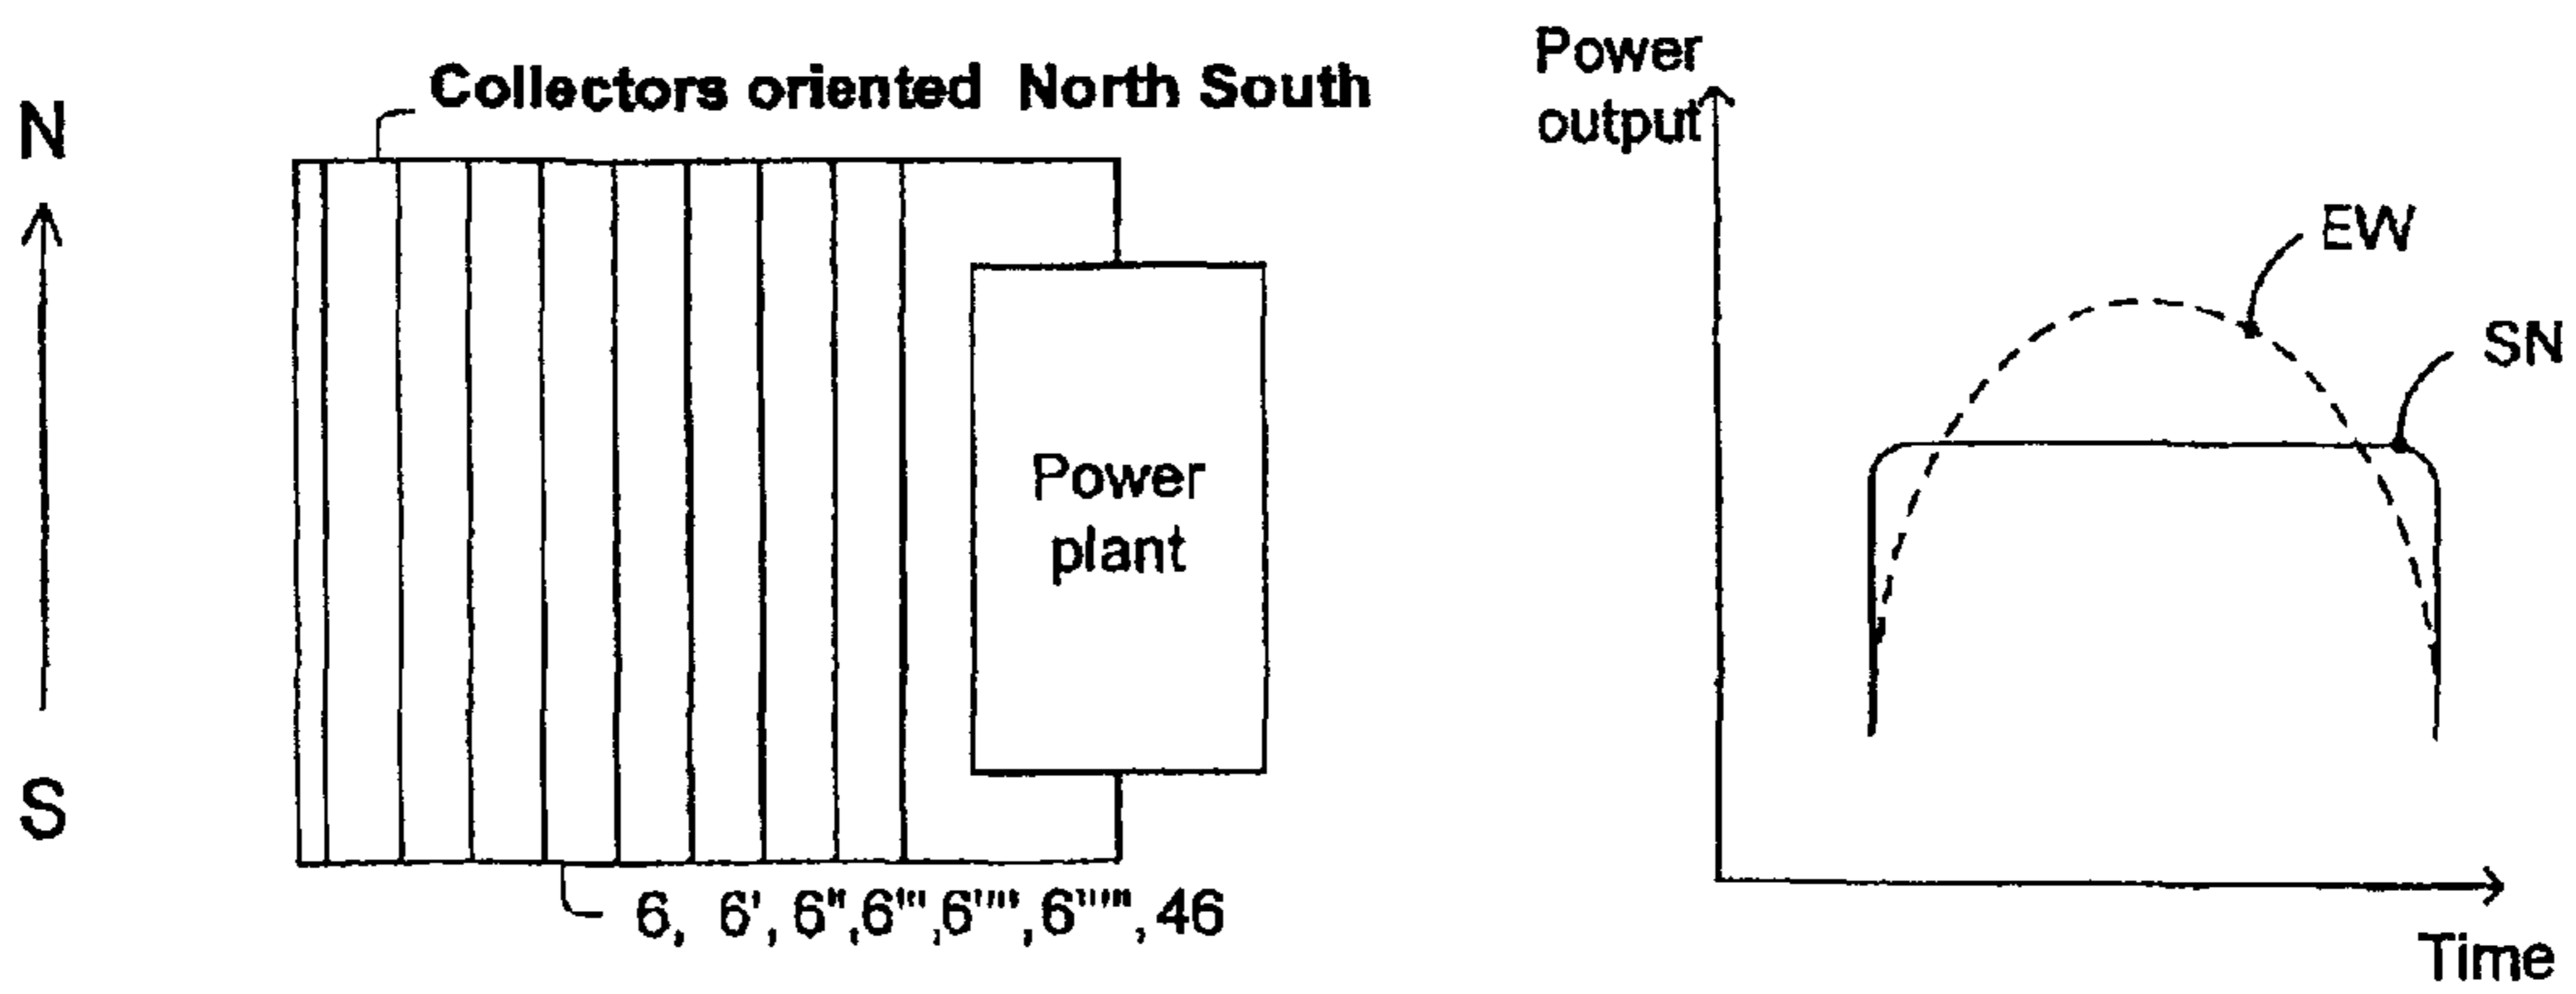 N
S
Collectors oriented North South
Power
plant
6, 6', 6",6"',6"",6""',46
Power
output
EW
SN
Time